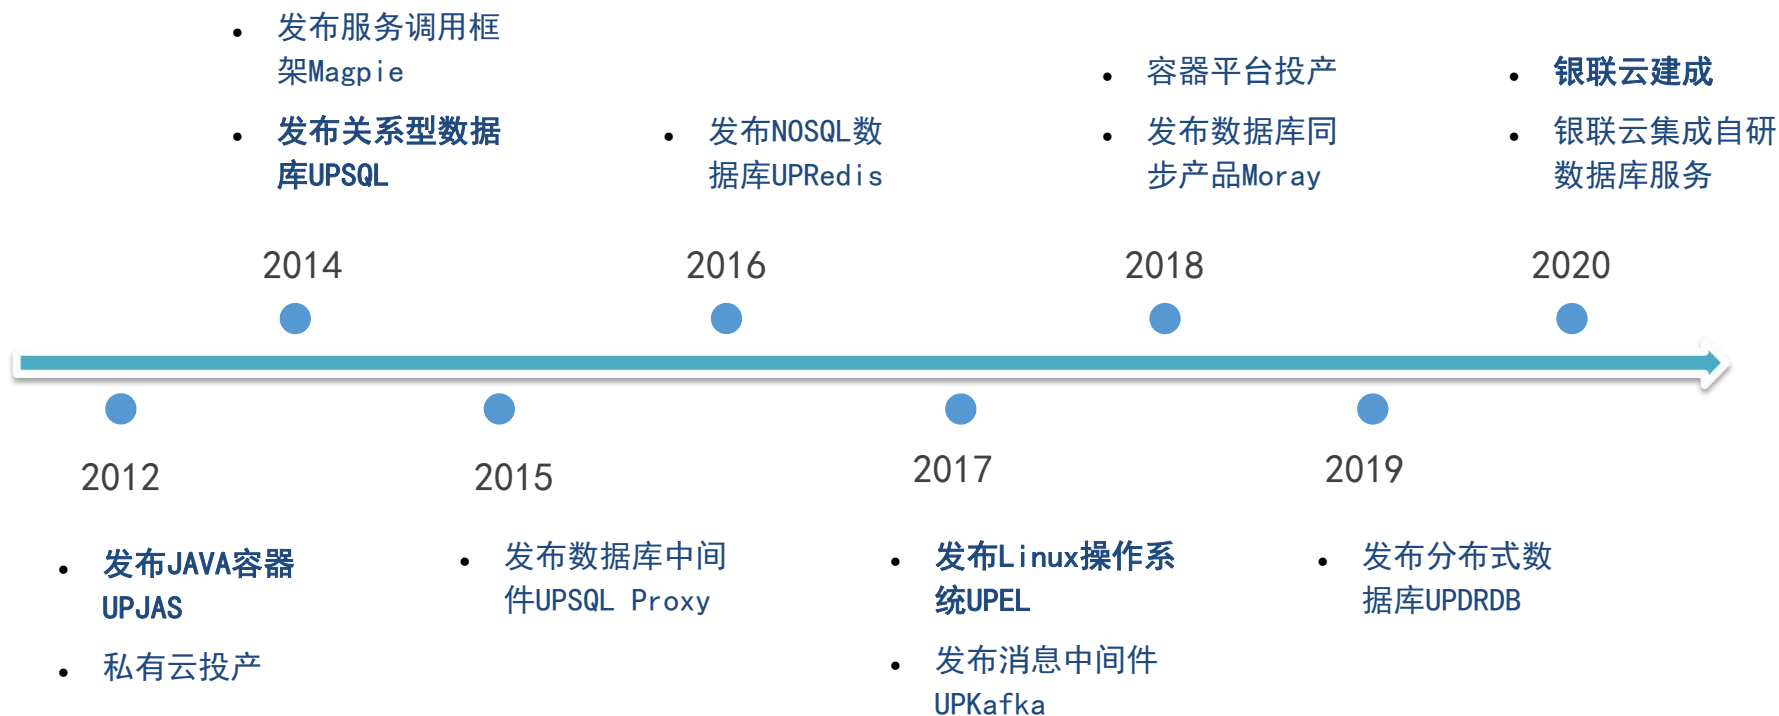 发布服务调用框
架Magpie
发布关系型数据
库UPSQL
发布NOSQL数
据库UPRedis
容器平台投产
发布数据库同
步产品Moray
银联云建成
银联云集成自研
数据库服务
2014
2016
2018
2020
2012
2015
2017
2019
发布JAVA容器
UPJAS
私有云投产
发布数据库中间
件UPSQL Proxy
发布Linux操作系
统UPEL
发布消息中间件
UPKafka
发布分布式数
据库UPDRDB